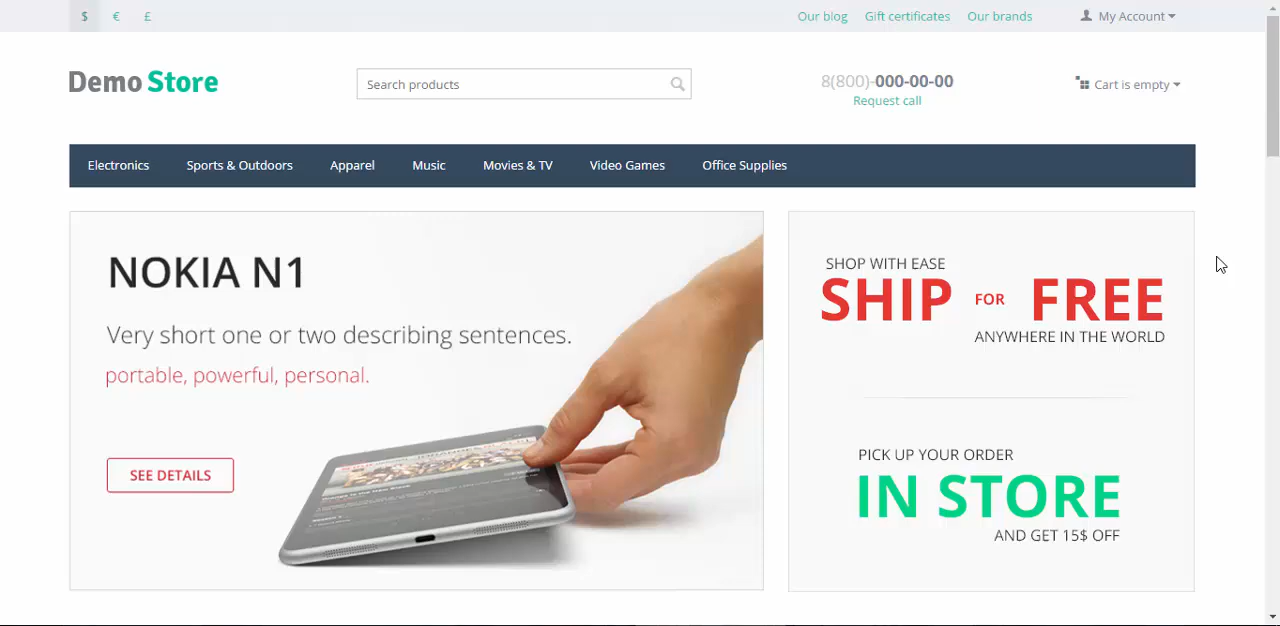 $ € £ Our blog Gift certificates Our brands My Account
Demo Store Search products 8(800)-000-00-00 Cart is empty
Request call
Electronics Sports & Outdoors Apparel Music Movies & TV Video Games Office Supplies
NOKIA N1
Very short one or two describing sentences.
portable, powerful, personal.
SEE DETAILS
SHOP WITH EASE
SHIP FOR FREE
ANYWHERE IN THE WORLD
PICK UP YOUR ORDER
IN STORE
AND GET 15$ OFF